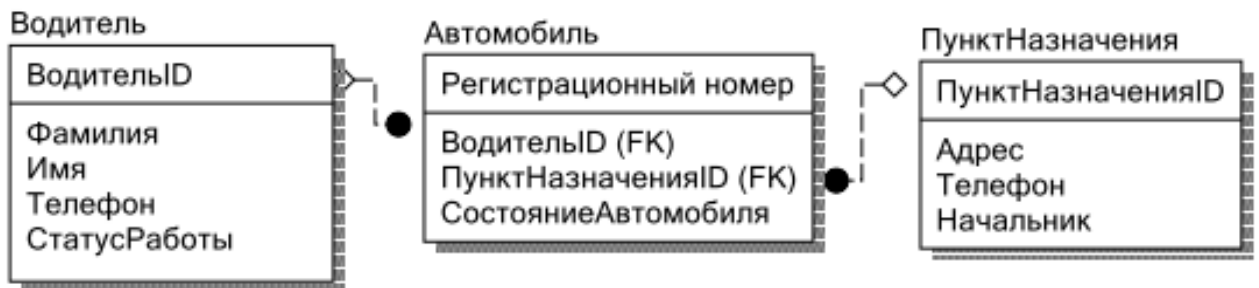 Водитель
ВодительID
Фамилия
Имя
Телефон
СтатусРаботы
Автомобиль
Регистрационный номер
ВодительID (FK)
ПунктНазначенияID (FK)
СостояниеАвтомобиля
ПунктНазначения
ПунктНазначенияID
Адрес
Телефон
Начальник